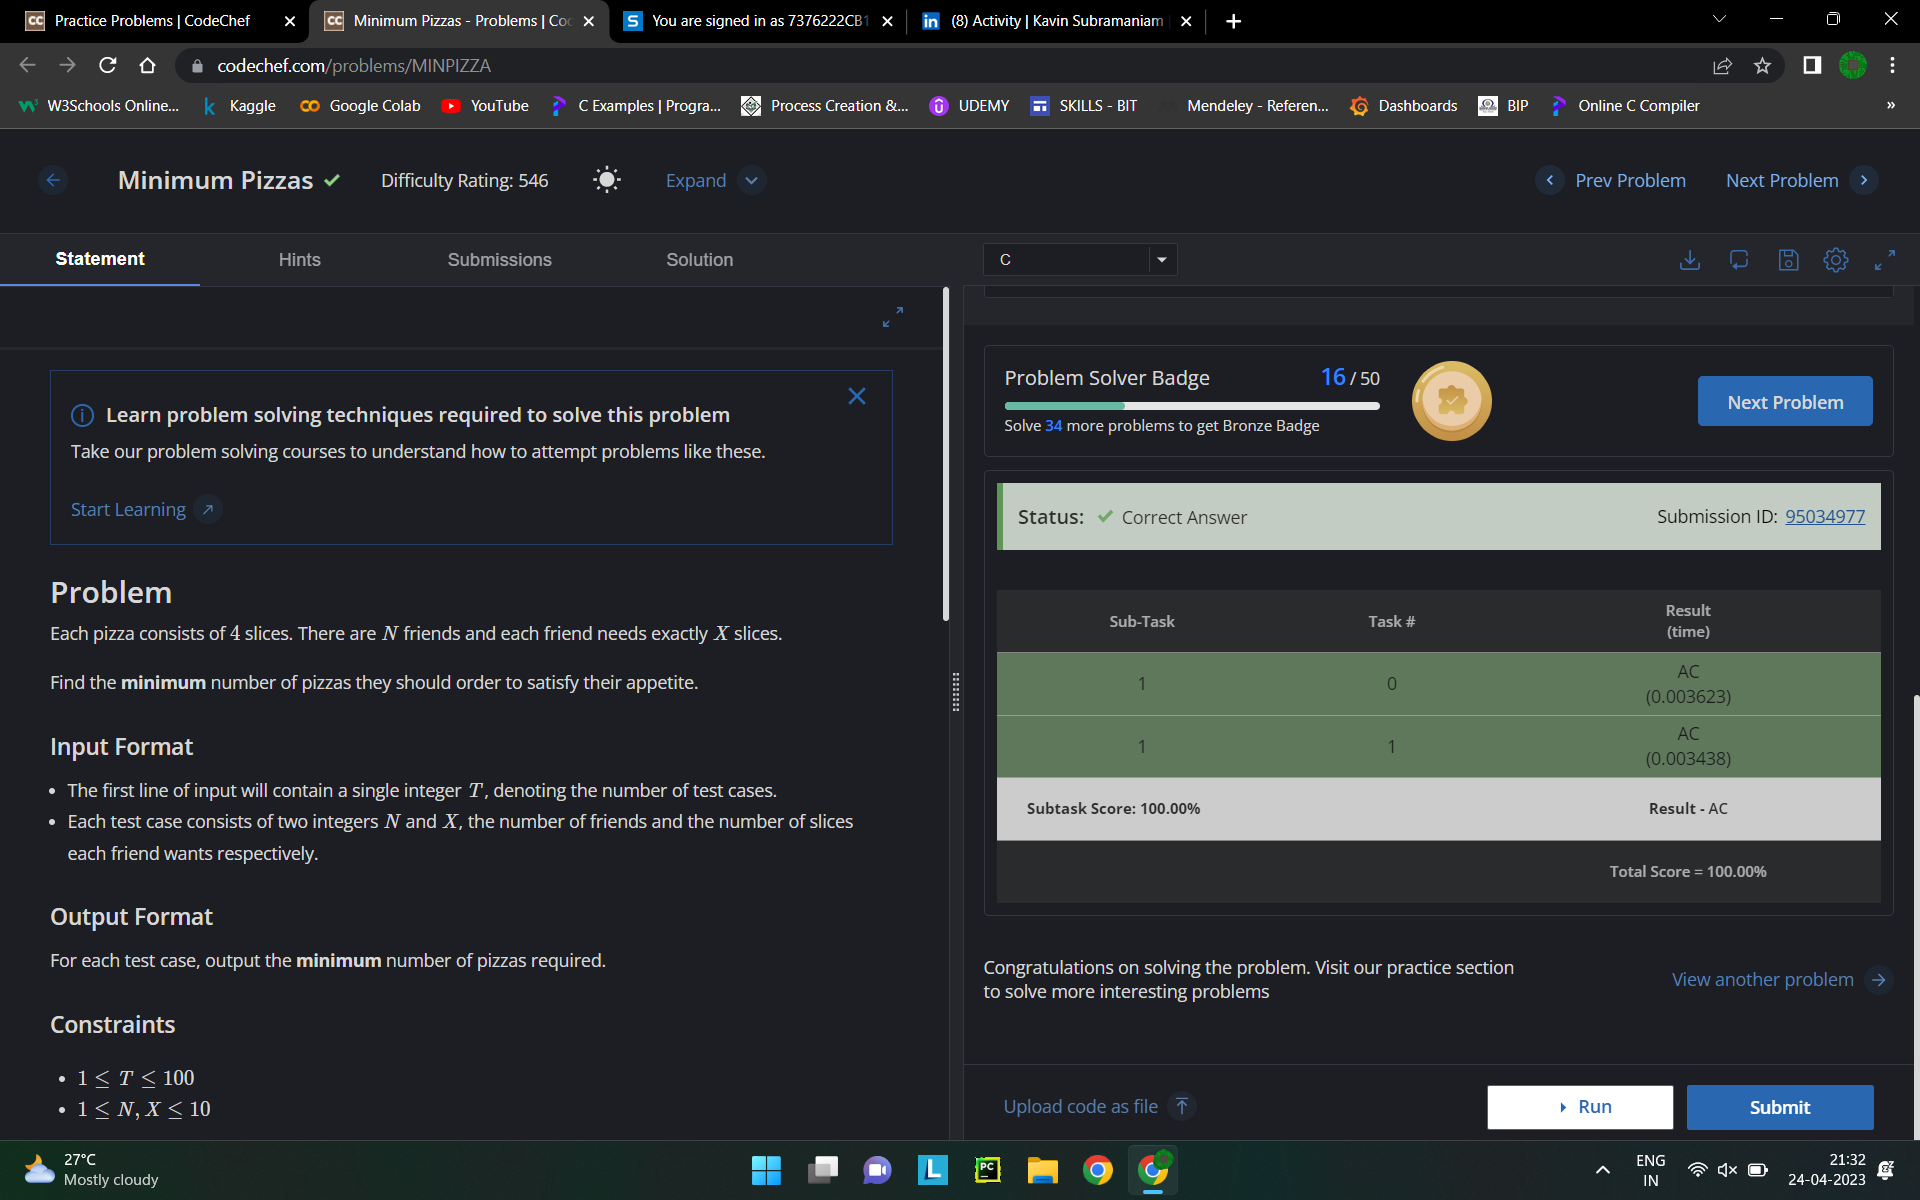 Practice Problems | CodeChef
Minimum Pizzas - Problems | Co
You are signed in as 7376222CB1
(8) Activity | Kavin Subramaniam
codechef.com/problems/MINPIZZA
W3Schools Online...
Kaggle
Google Colab
YouTube
C Examples | Progra...
Process Creation &...
UDEMY
SKILLS - BIT
Mendeley - Referen...
Dashboards
BIP
Online C Compiler
»
Minimum Pizzas
Difficulty Rating: 546
Expand
Prev Problem
Next Problem
Statement
Hints
Submissions
Solution
C
Learn problem solving techniques required to solve this problem
Take our problem solving courses to understand how to attempt problems like these.
Start Learning
Problem
Each pizza consists of 4 slices. There are N friends and each friend needs exactly X slices.
Find the minimum number of pizzas they should order to satisfy their appetite.
Input Format
• The first line of input will contain a single integer T, denoting the number of test cases.
• Each test case consists of two integers N and X, the number of friends and the number of slices
each friend wants respectively.
Output Format
For each test case, output the minimum number of pizzas required.
Constraints
• 1 ≤ T ≤ 100
• 1 ≤ N, X ≤ 10
Problem Solver Badge
16 / 50
Solve 34 more problems to get Bronze Badge
Next Problem
Status: Correct Answer
Submission ID: 95034977
Sub-Task Task # Result
(time)
1 0 AC
(0.003623)
1 1 AC
(0.003438)
Subtask Score: 100.00% Result - AC
Total Score = 100.00%
Congratulations on solving the problem. Visit our practice section
to solve more interesting problems
View another problem
Upload code as file
Run
Submit
27°C
Mostly cloudy
ENG
IN
21:32
24-04-2023